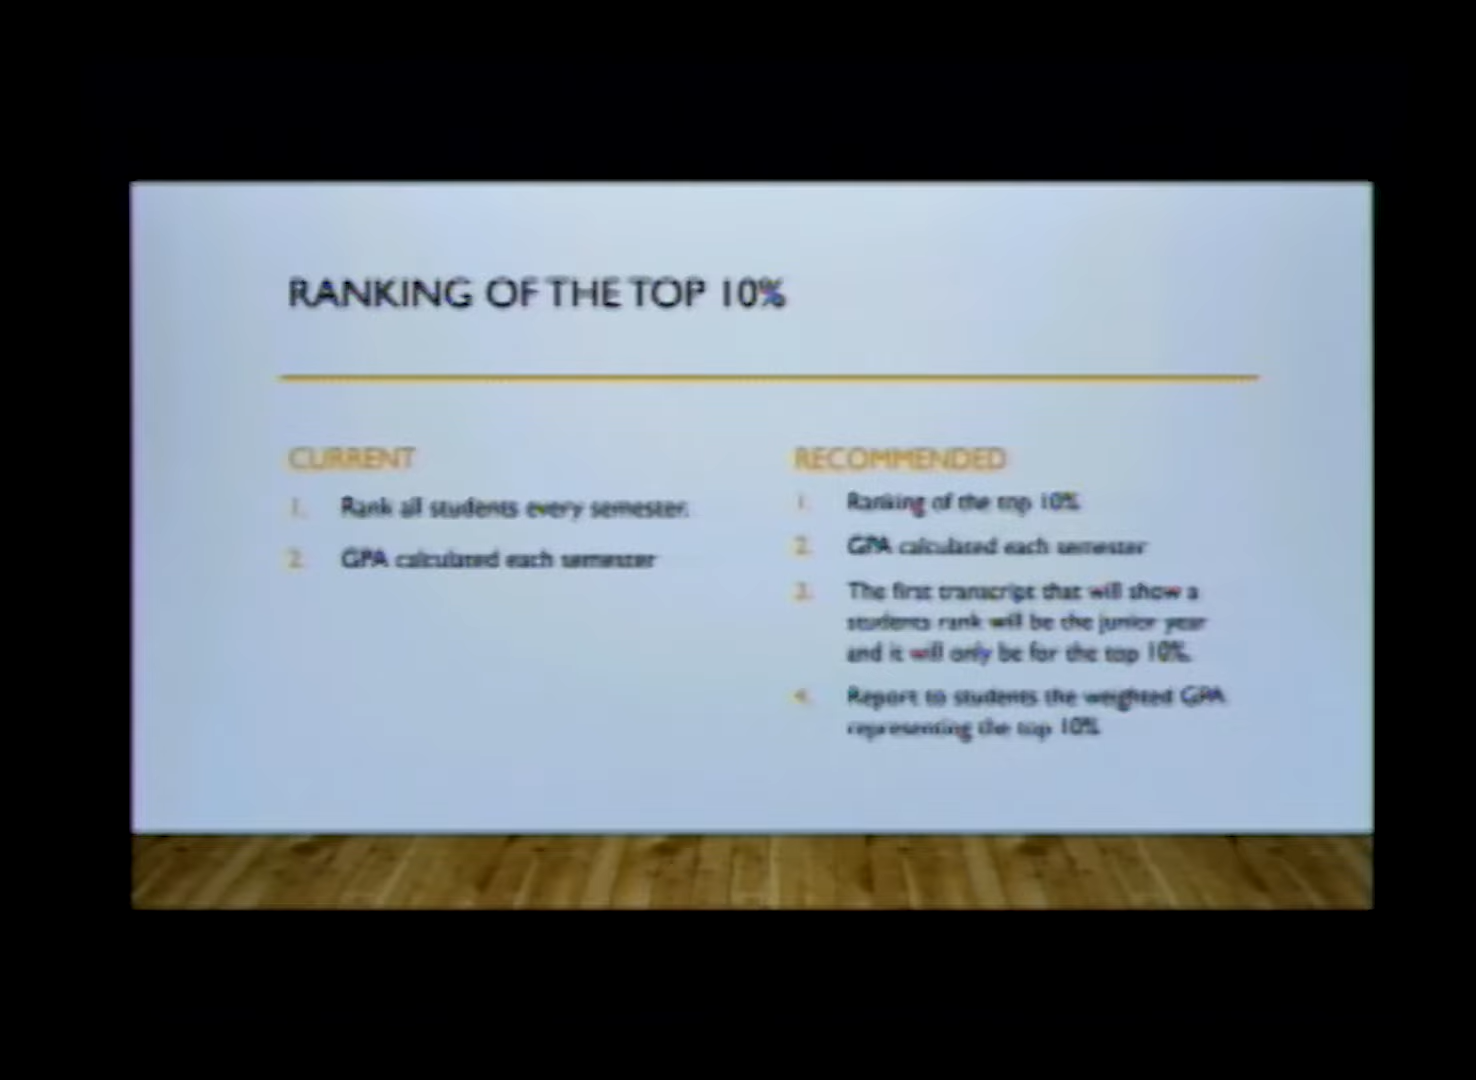 RANKING OF THE TOP 10%
CURRENT
1. Rank all students every semester.
2. GPA calculated each semester
RECOMMENDED
1. Ranking of the top 10%
2. GPA calculated each semester
3. The first transcript that will show a
students rank will be the junior year
and it will only be for the top 10%.
4. Report to students the weighted GPA
representing the top 10%